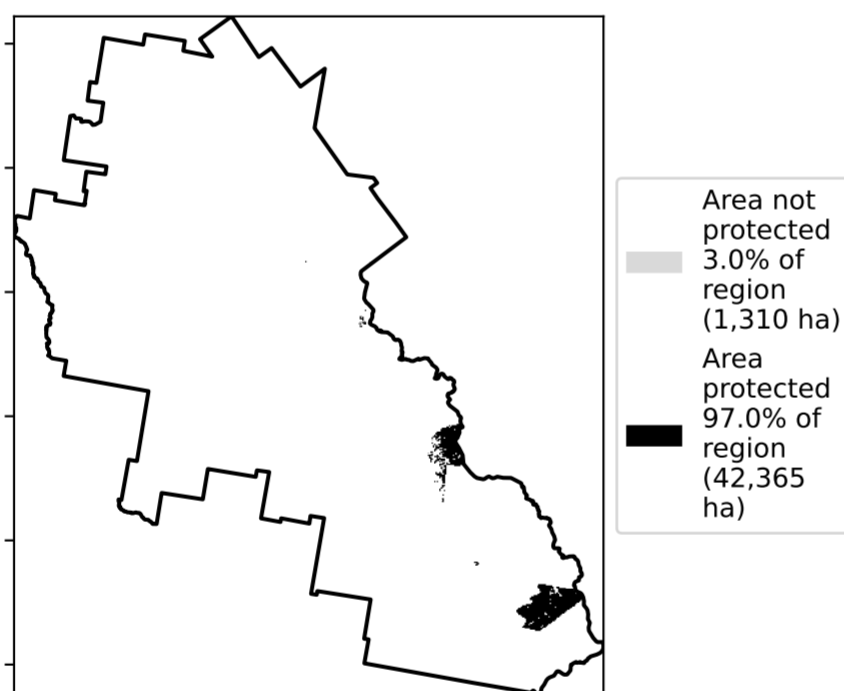 Area not
protected
3.0% of
region
(1,310 ha)
Area
protected
97.0% of
region
(42,365
ha)